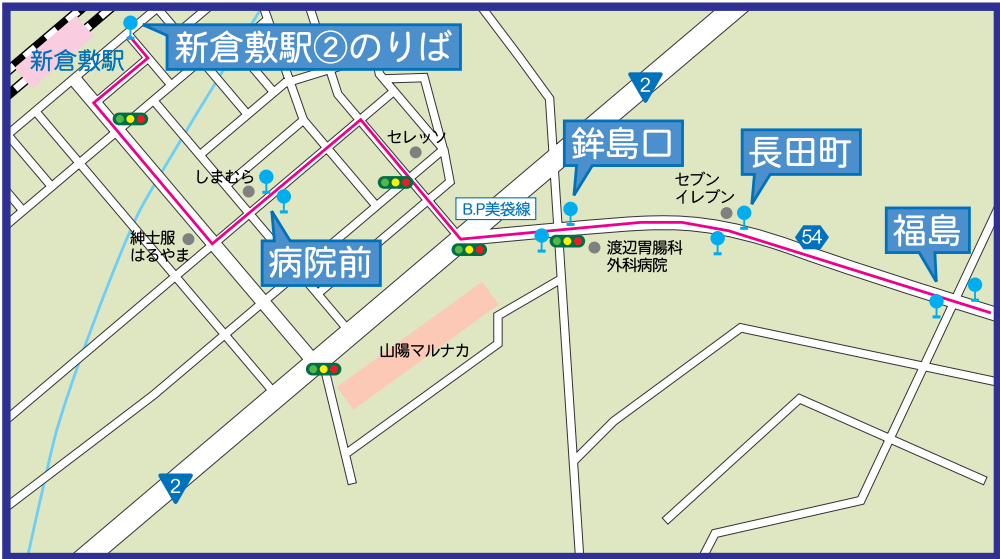 新倉敷駅②のりば
新倉敷駅
2
セレッソ
鉾島口
長田町
しまむら
セブン
イレブン
B.P美袋線
福島
54
紳士服
はるやま
病院前
渡辺胃腸科
外科病院
山陽マルナカ
2